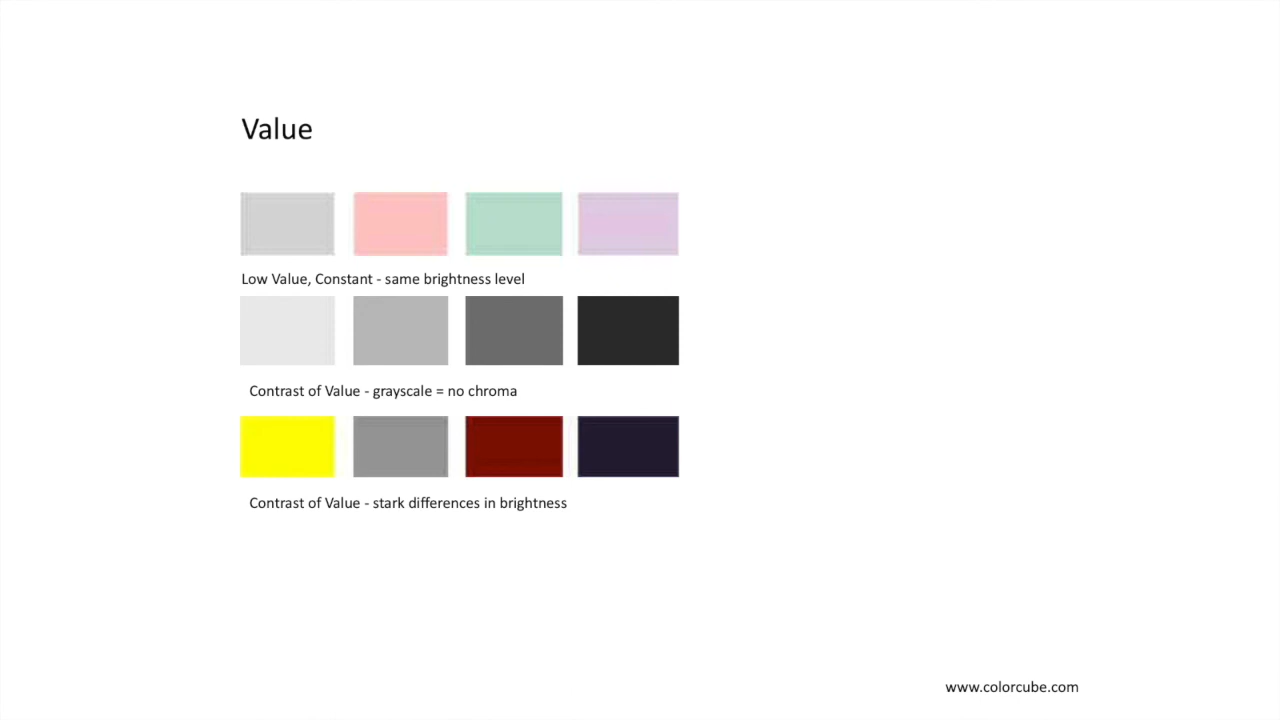 Value
Low Value, Constant - same brightness level
Contrast of Value - grayscale = no chroma
Contrast of Value - stark differences in brightness
www.colorcube.com